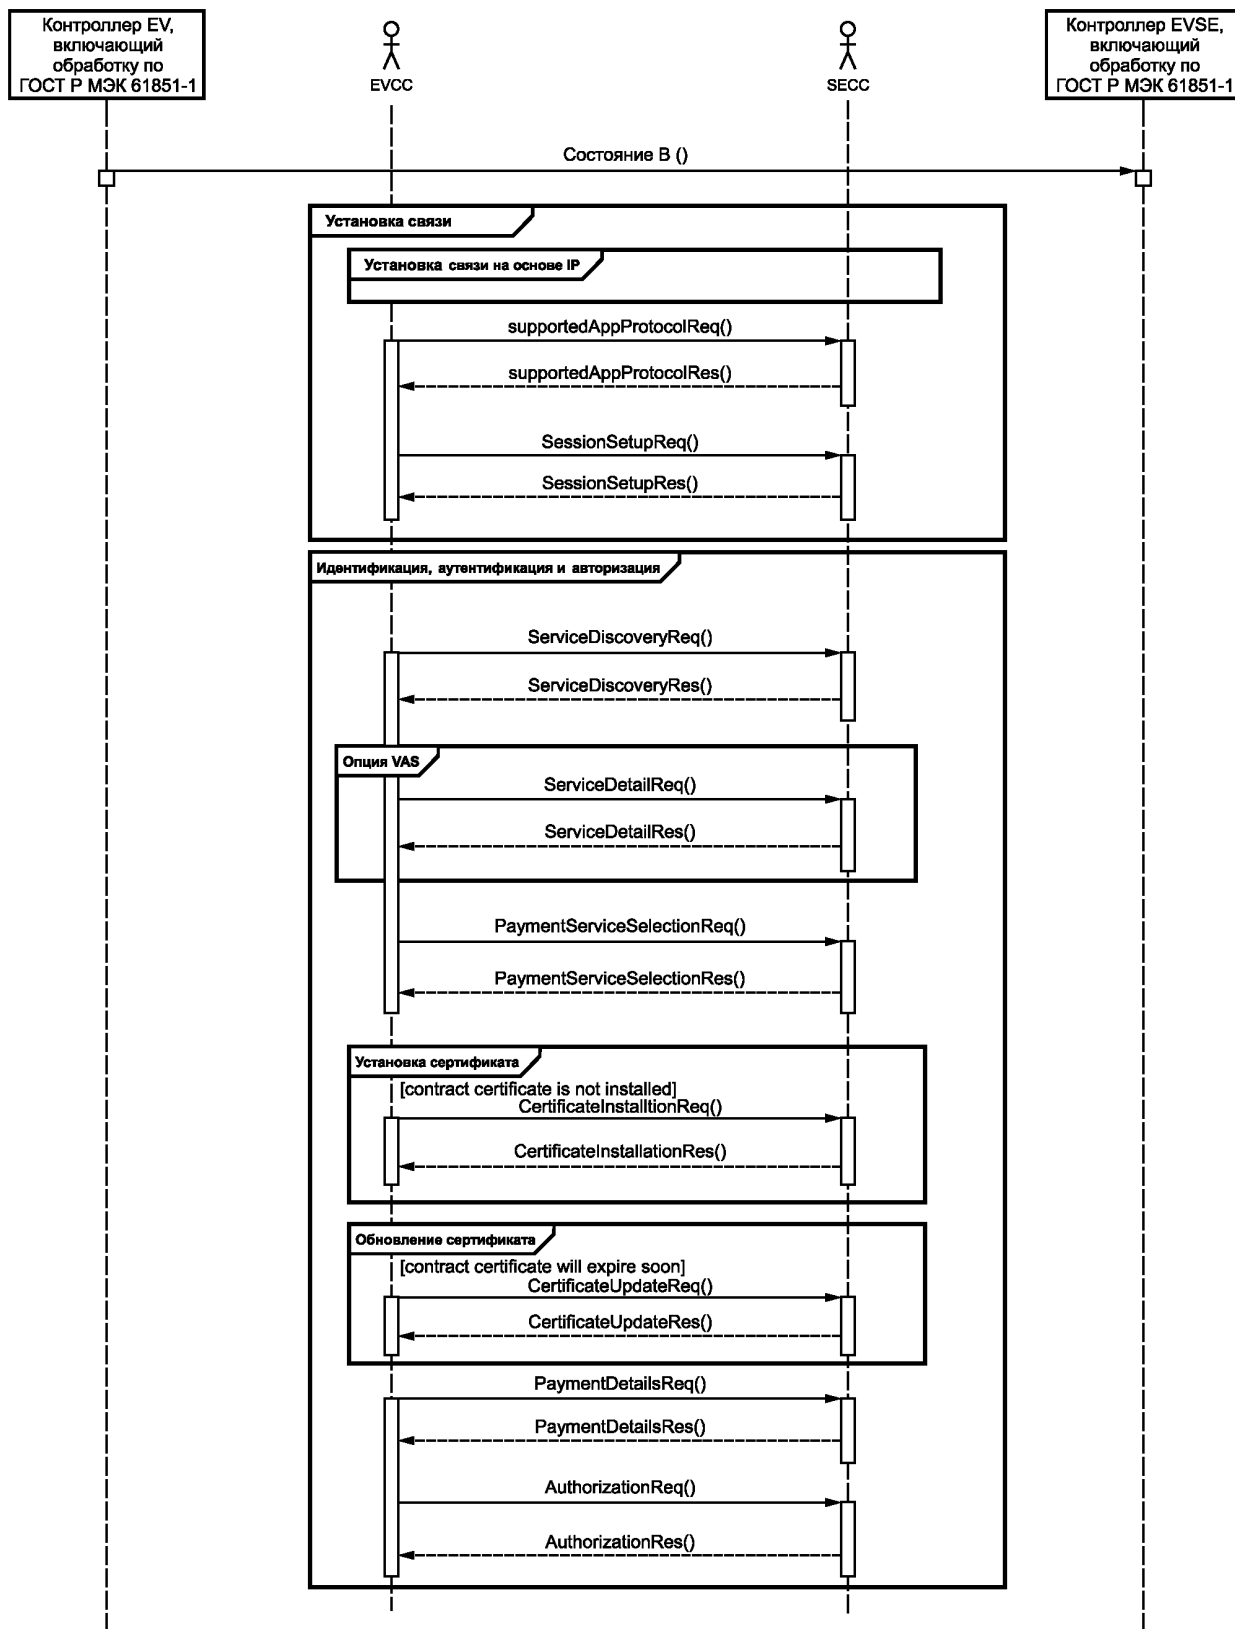 Контроллер EV,
включающий
обработку по
ГОСТ Р МЭК 61851-1
EVCC
SECC
Контроллер EVSE,
включающий
обработку по
ГОСТ Р МЭК 61851-1
Состояние B ()
Установка связи
Установка связи на основе IP
supportedAppProtocolReq()
supportedAppProtocolRes()
SessionSetupReq()
SessionSetupRes()
Идентификация, аутентификация и авторизация
ServiceDiscoveryReq()
ServiceDiscoveryRes()
Опция VAS
ServiceDetailReq()
ServiceDetailRes()
PaymentServiceSelectionReq()
PaymentServiceSelectionRes()
Установка сертификата
[contract certificate is not installed]
CertificateInstalltionReq()
CertificateInstallationRes()
Обновление сертификата
[contract certificate will expire soon]
CertificateUpdateReq()
CertificateUpdateRes()
PaymentDetailsReq()
PaymentDetailsRes()
AuthorizationReq()
AuthorizationRes()